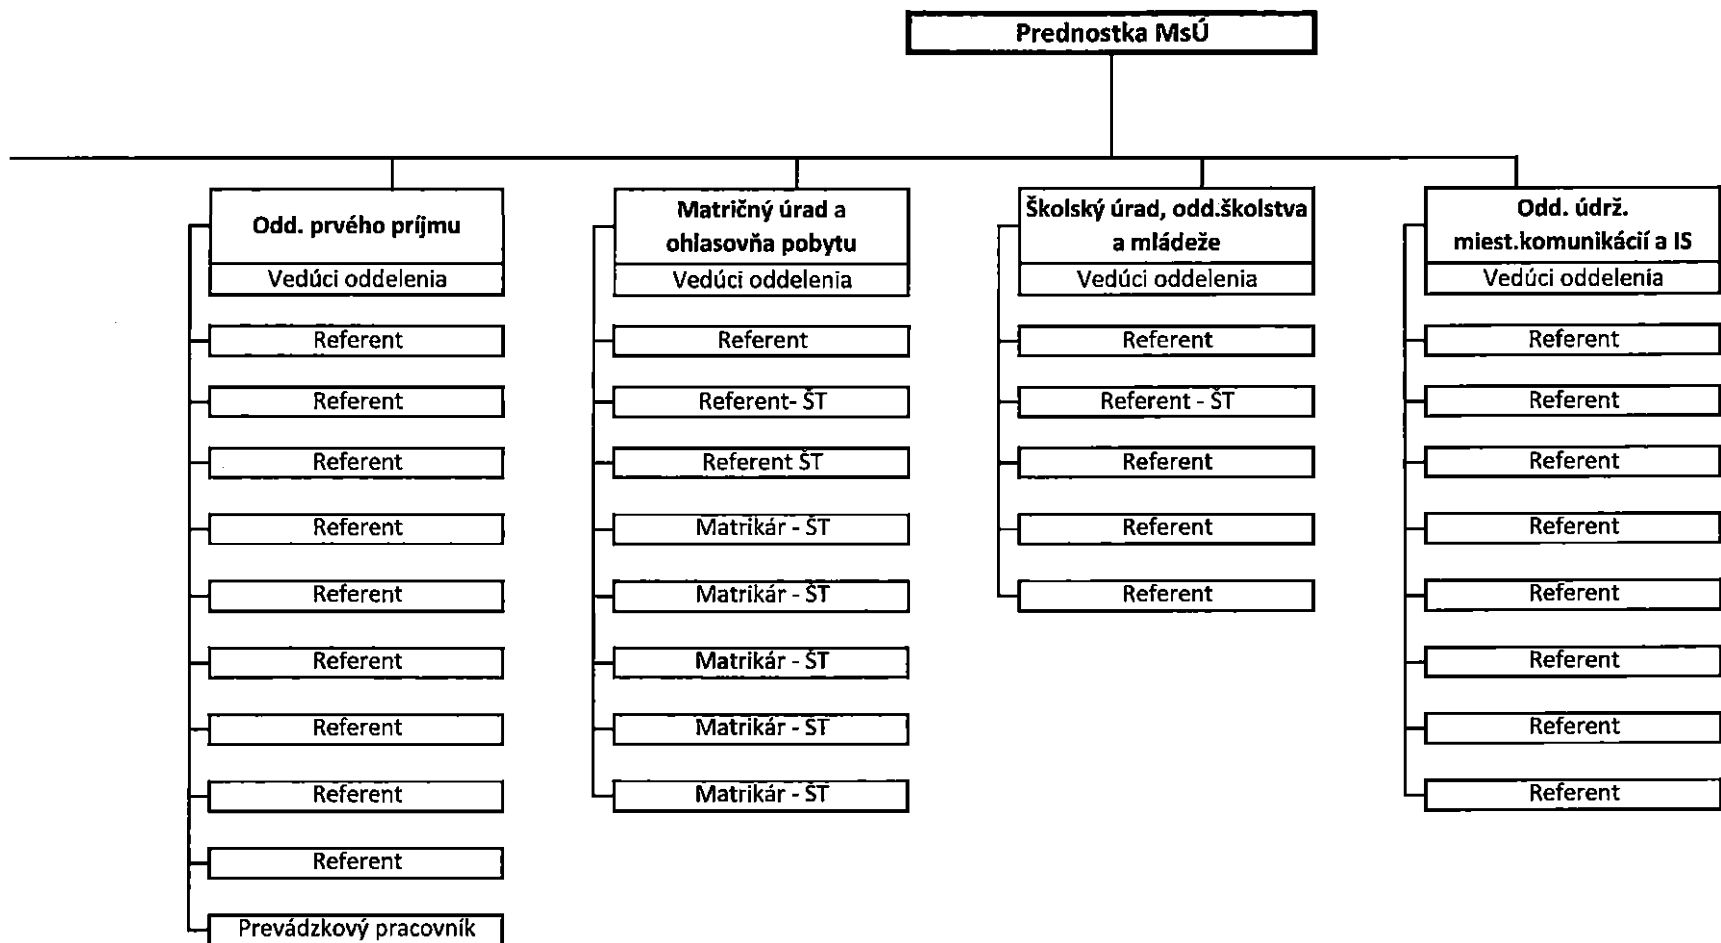 Prednostka MsÚ
Odd. prvého príjmu
Vedúci oddelenia
Referent
Referent
Referent
Referent
Referent
Referent
Referent
Referent
Referent
Prevádzkový pracovník
Matričný úrad a
ohlasovňa pobytu
Vedúci oddelenia
Referent
Referent- ŠT
Referent ŠT
Matrikár - ŠT
Matrikár - ŠT
Matrikár - ŠT
Matrikár - ŠT
Matrikár - ŠT
Školský úrad, odd.školstva
a mládeže
Vedúci oddelenia
Referent
Referent - ŠT
Referent
Referent
Referent
Odd. údrž.
miest.komunikácií a IS
Vedúci oddelenia
Referent
Referent
Referent
Referent
Referent
Referent
Referent
Referent